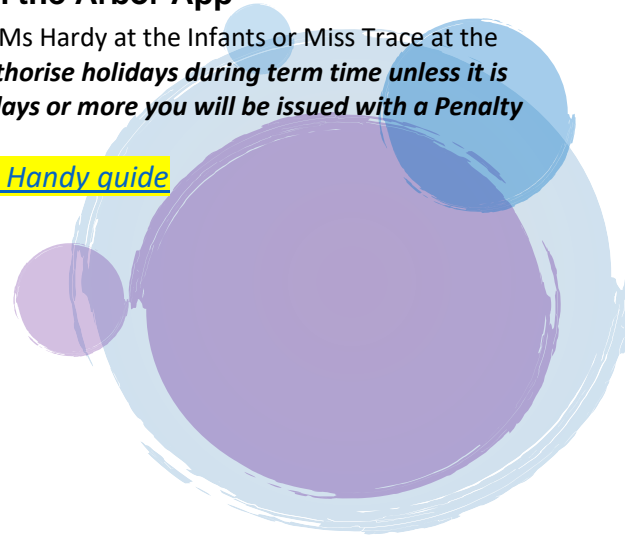 the Arbor App
Ms Hardy at the Infants or Miss Trace at the
thorise holidays during term time unless it is
days or more you will be issued with a Penalty
Handy guide